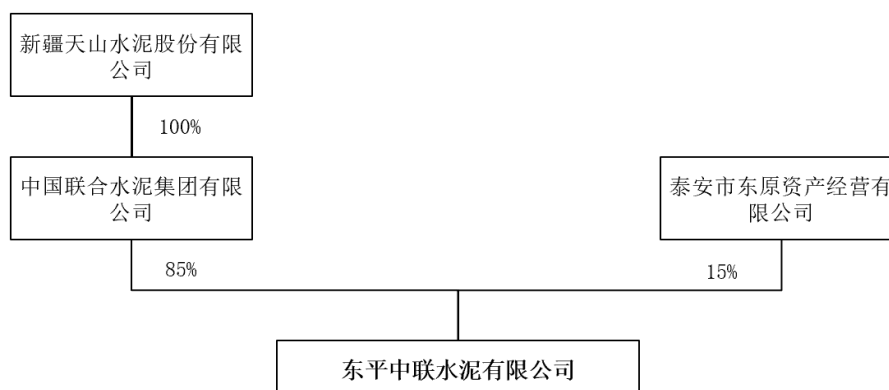 新疆天山水泥股份有限
公司
100%
中国联合水泥集团有限
公司
泰安市东原资产经营有
限公司
85%
15%
东平中联水泥有限公司